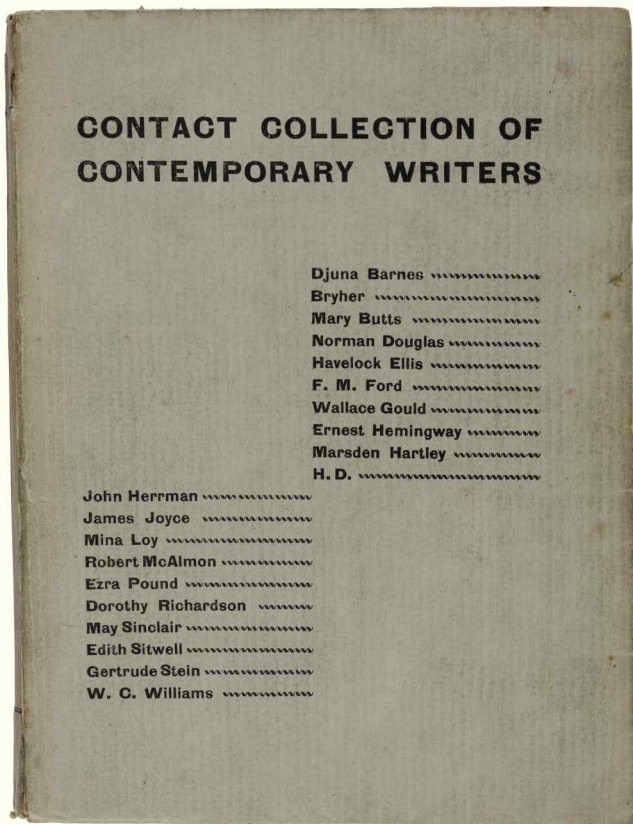 CONTACT COLLECTION OF
CONTEMPORARY WRITERS
Djuna Barnes
Bryher
Mary Butts
Norman Douglas
Havelock Ellis
F. M. Ford
Wallace Gould
Ernest Hemingway
Marsden Hartley
H. D.
John Herrman
James Joyce
Mina Loy
Robert McAlmon
Ezra Pound
Dorothy Richardson
May Sinclair
Edith Sitwell
Gertrude Stein
W. C. Williams